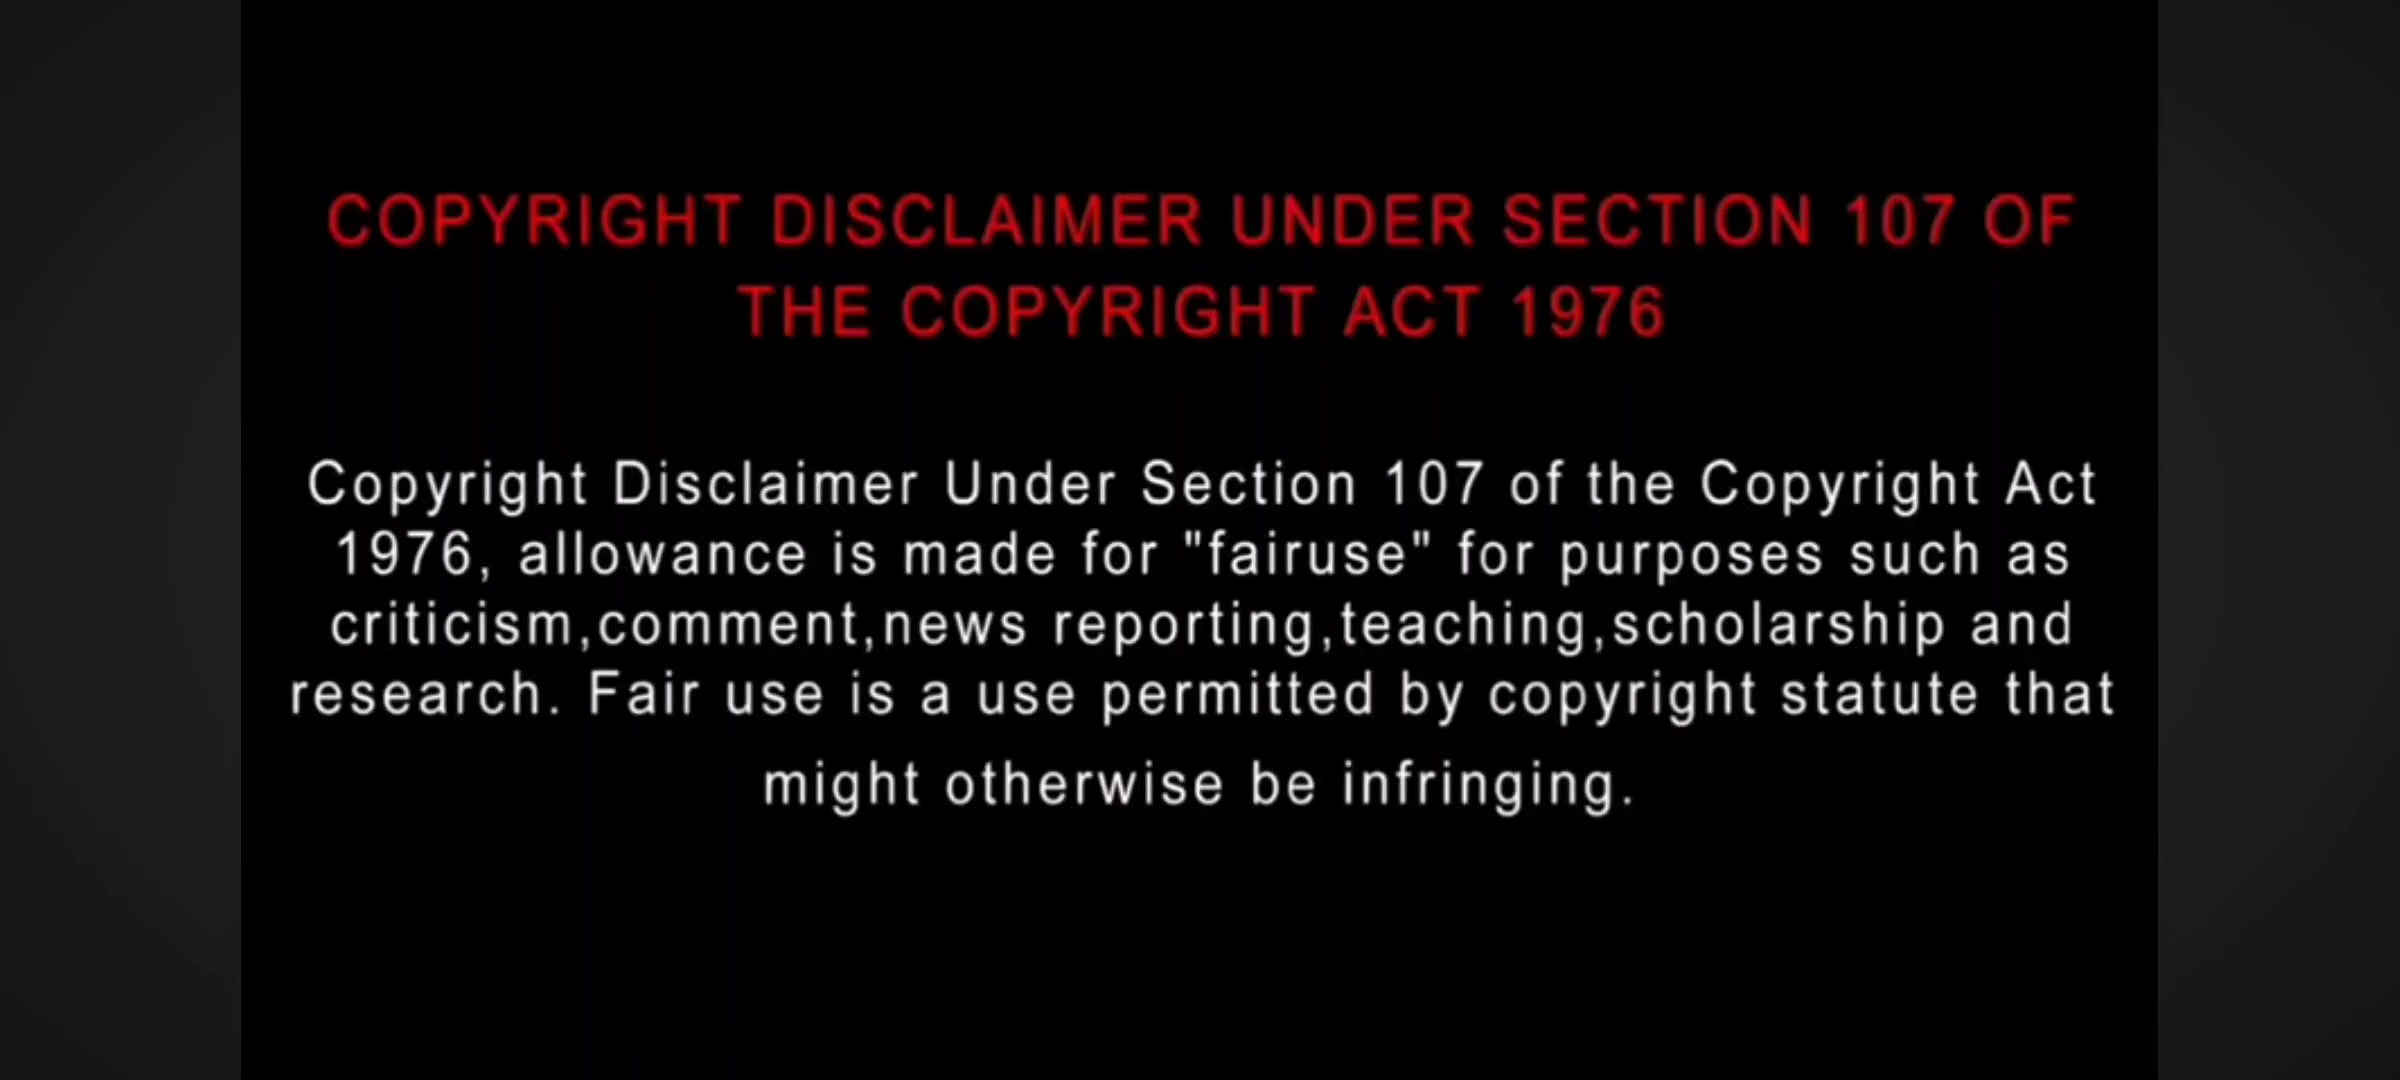 COPYRIGHT DISCLAIMER UNDER SECTION 107 OF
THE COPYRIGHT ACT 1976
Copyright Disclaimer Under Section 107 of the Copyright Act
1976, allowance is made for "fairuse" for purposes such as
criticism,comment,news reporting,teaching,scholarship and
research. Fair use is a use permitted by copyright statute that
might otherwise be infringing.